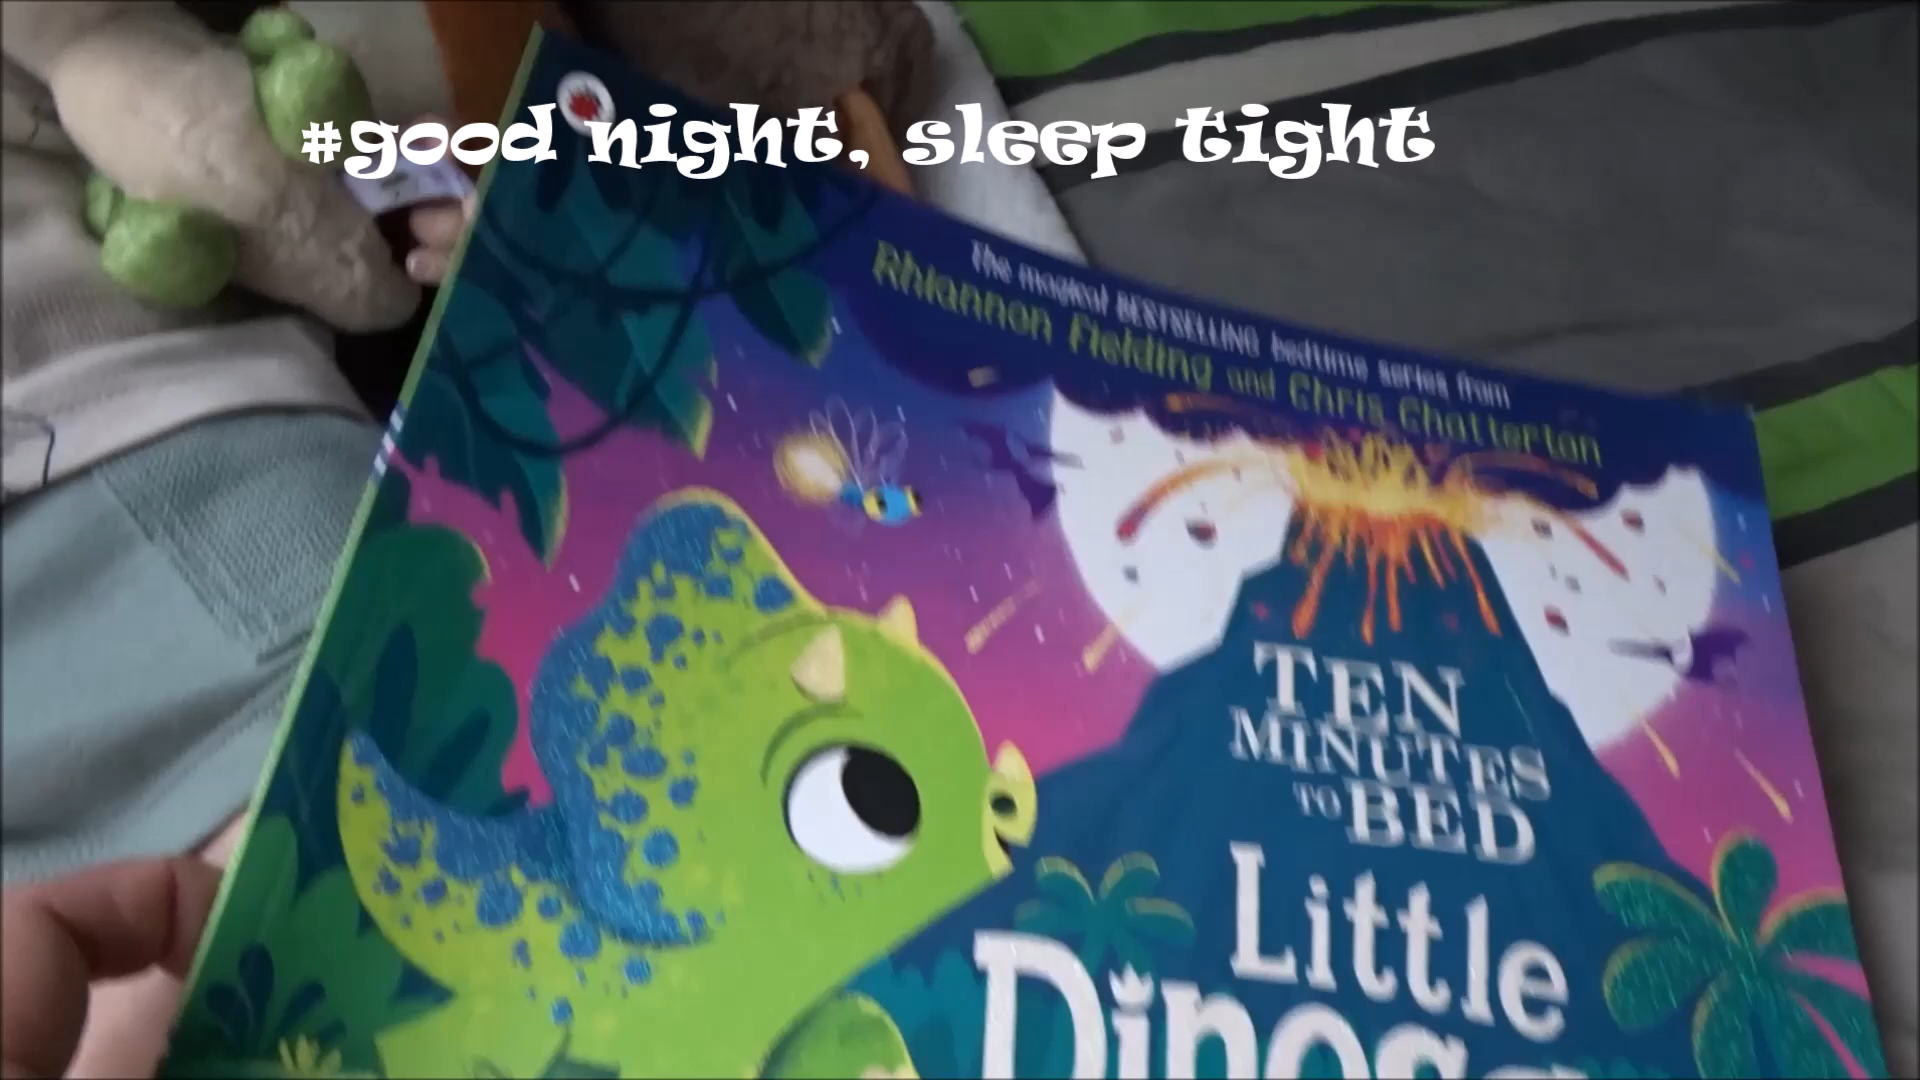 #good night, sleep tight
The magical BESTSELLING bedtime series from
Rhiannon Fielding and Chris Chatterton
TEN
MINUTES
TO BED
Little